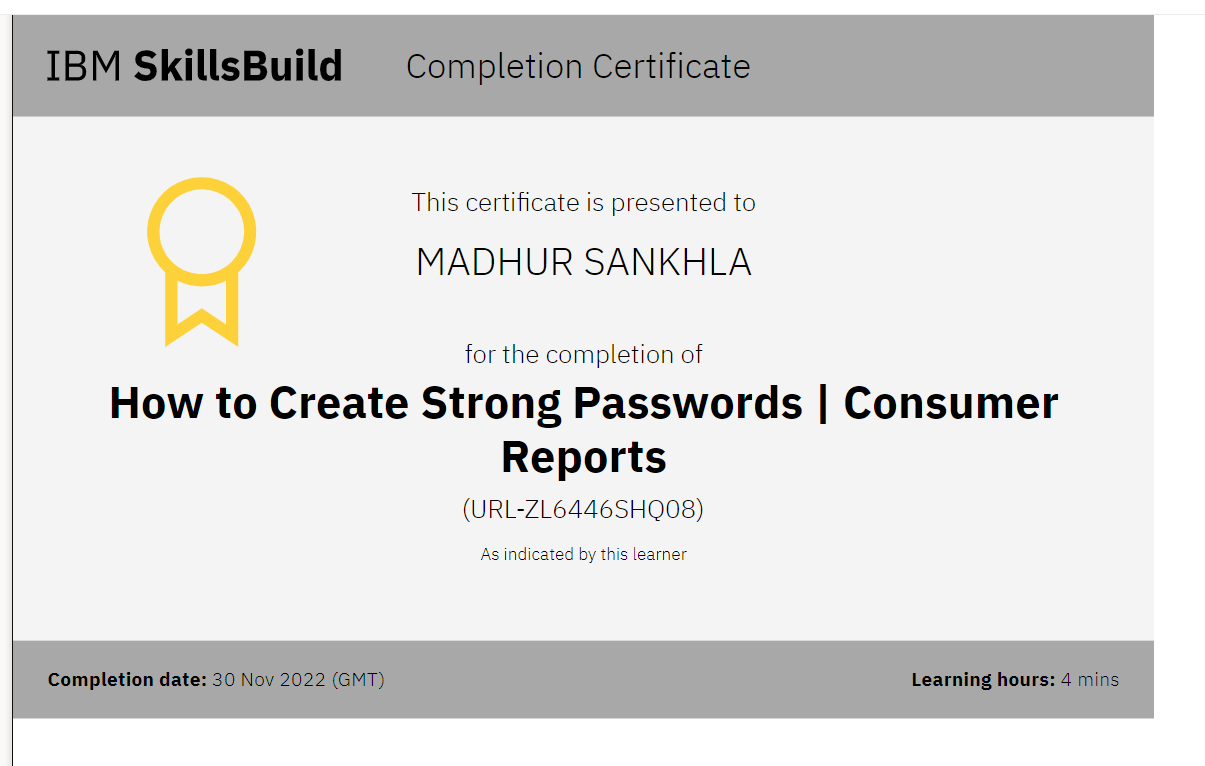 IBM SkillsBuild Completion Certificate
This certificate is presented to
MADHUR SANKHLA
for the completion of
How to Create Strong Passwords | Consumer
Reports
(URL-ZL6446SHQ08)
As indicated by this learner
Completion date: 30 Nov 2022 (GMT) Learning hours: 4 mins